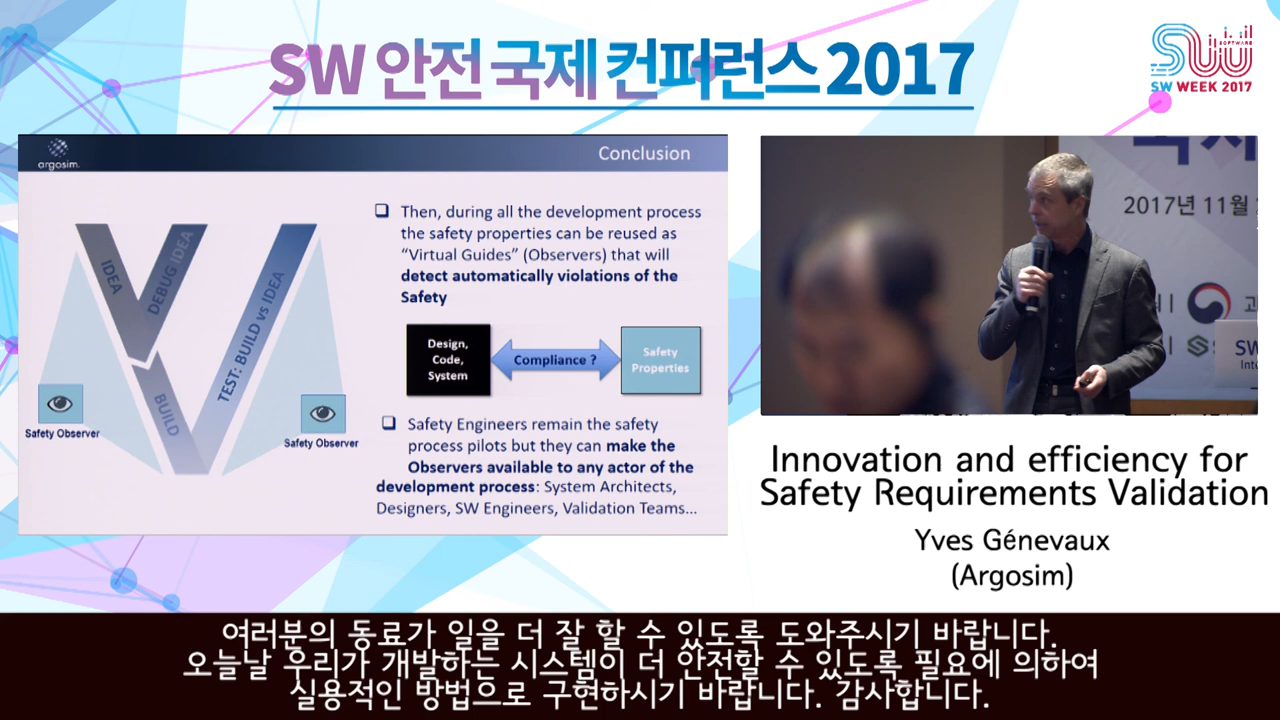 SW 안전 국제 컨퍼런스 2017
SOFTWARE
SW WEEK 2017
argosim.
Conclusion
IDEA
DEBUG IDEA
BUILD
TEST: BUILD vs IDEA
Safety Observer
Safety Observer
❑ Then, during all the development process
the safety properties can be reused as
“Virtual Guides” (Observers) that will
detect automatically violations of the
Safety
Design,
Code,
System
Compliance ?
Safety
Properties
❑ Safety Engineers remain the safety
process pilots but they can make the
Observers available to any actor of the
development process: System Architects,
Designers, SW Engineers, Validation Teams...
2017년 11월
SW
Innovation and efficiency for
Safety Requirements Validation
Yves Génevaux
(Argosim)
여러분의 동료가 일을 더 잘 할 수 있도록 도와주시기 바랍니다.
오늘날 우리가 개발하는 시스템이 더 안전할 수 있도록 필요에 의하여
실용적인 방법으로 구현하시기 바랍니다. 감사합니다.